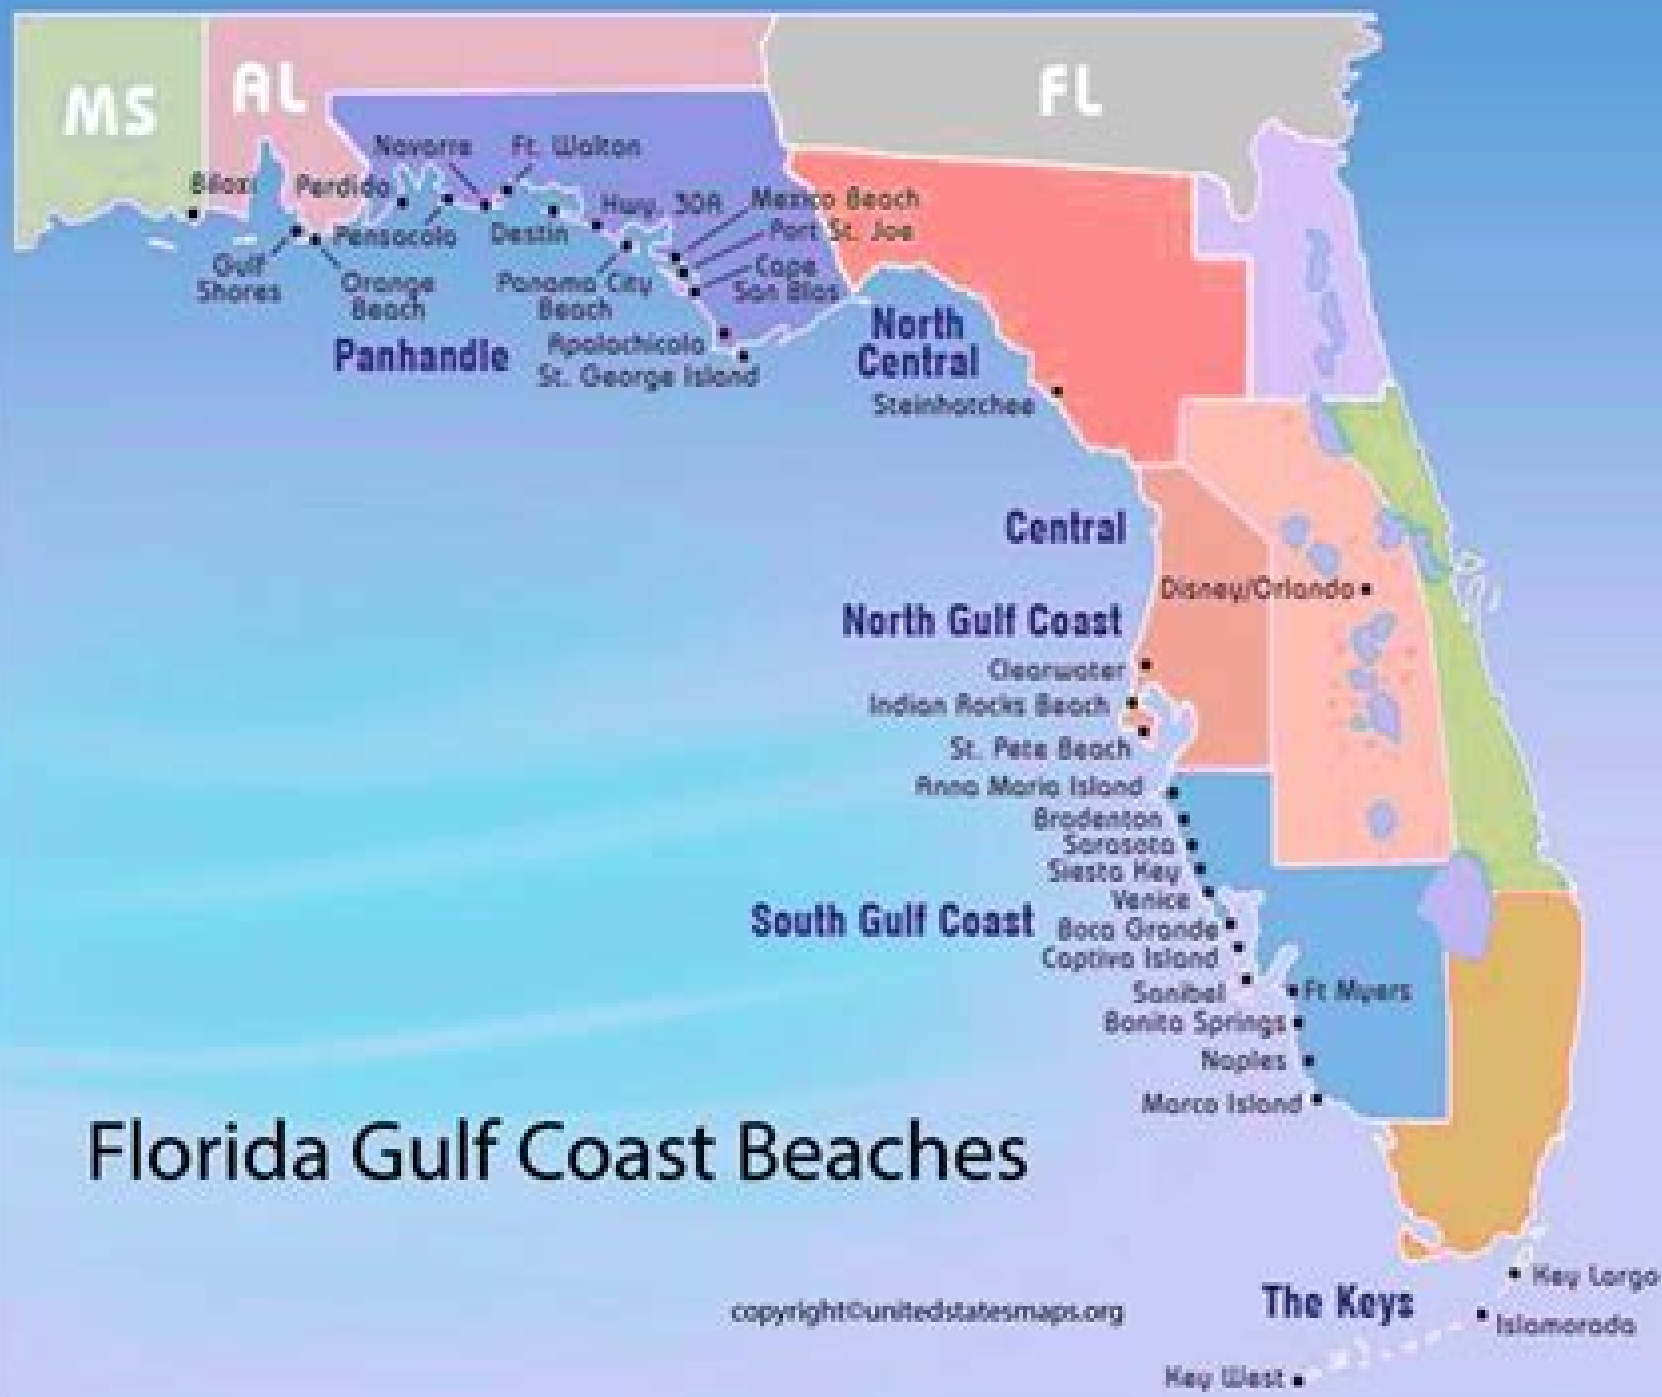 MS
AL
FL
Navarre
Ft. Walton
Biloxi
Perdido
Hwy. 30A
Mexico Beach
Pensacola
Destin
Port St. Joe
Gulf
Shores
Orange
Beach
Panama City
Beach
Cape
San Blas
Panhandle
Apalachicola
St. George Island
North
Central
Steinhatchee
Central
Disney/Orlando
North Gulf Coast
Clearwater
Indian Rocks Beach
St. Pete Beach
Anna Maria Island
Bradenton
Sarasota
Siesta Key
Venice
South Gulf Coast
Boca Grande
Captiva Island
Sanibel
Ft Myers
Bonita Springs
Naples
Marco Island
Florida Gulf Coast Beaches
copyright©unitedstatesmaps.org
The Keys
Key Largo
Islamorada
Key West